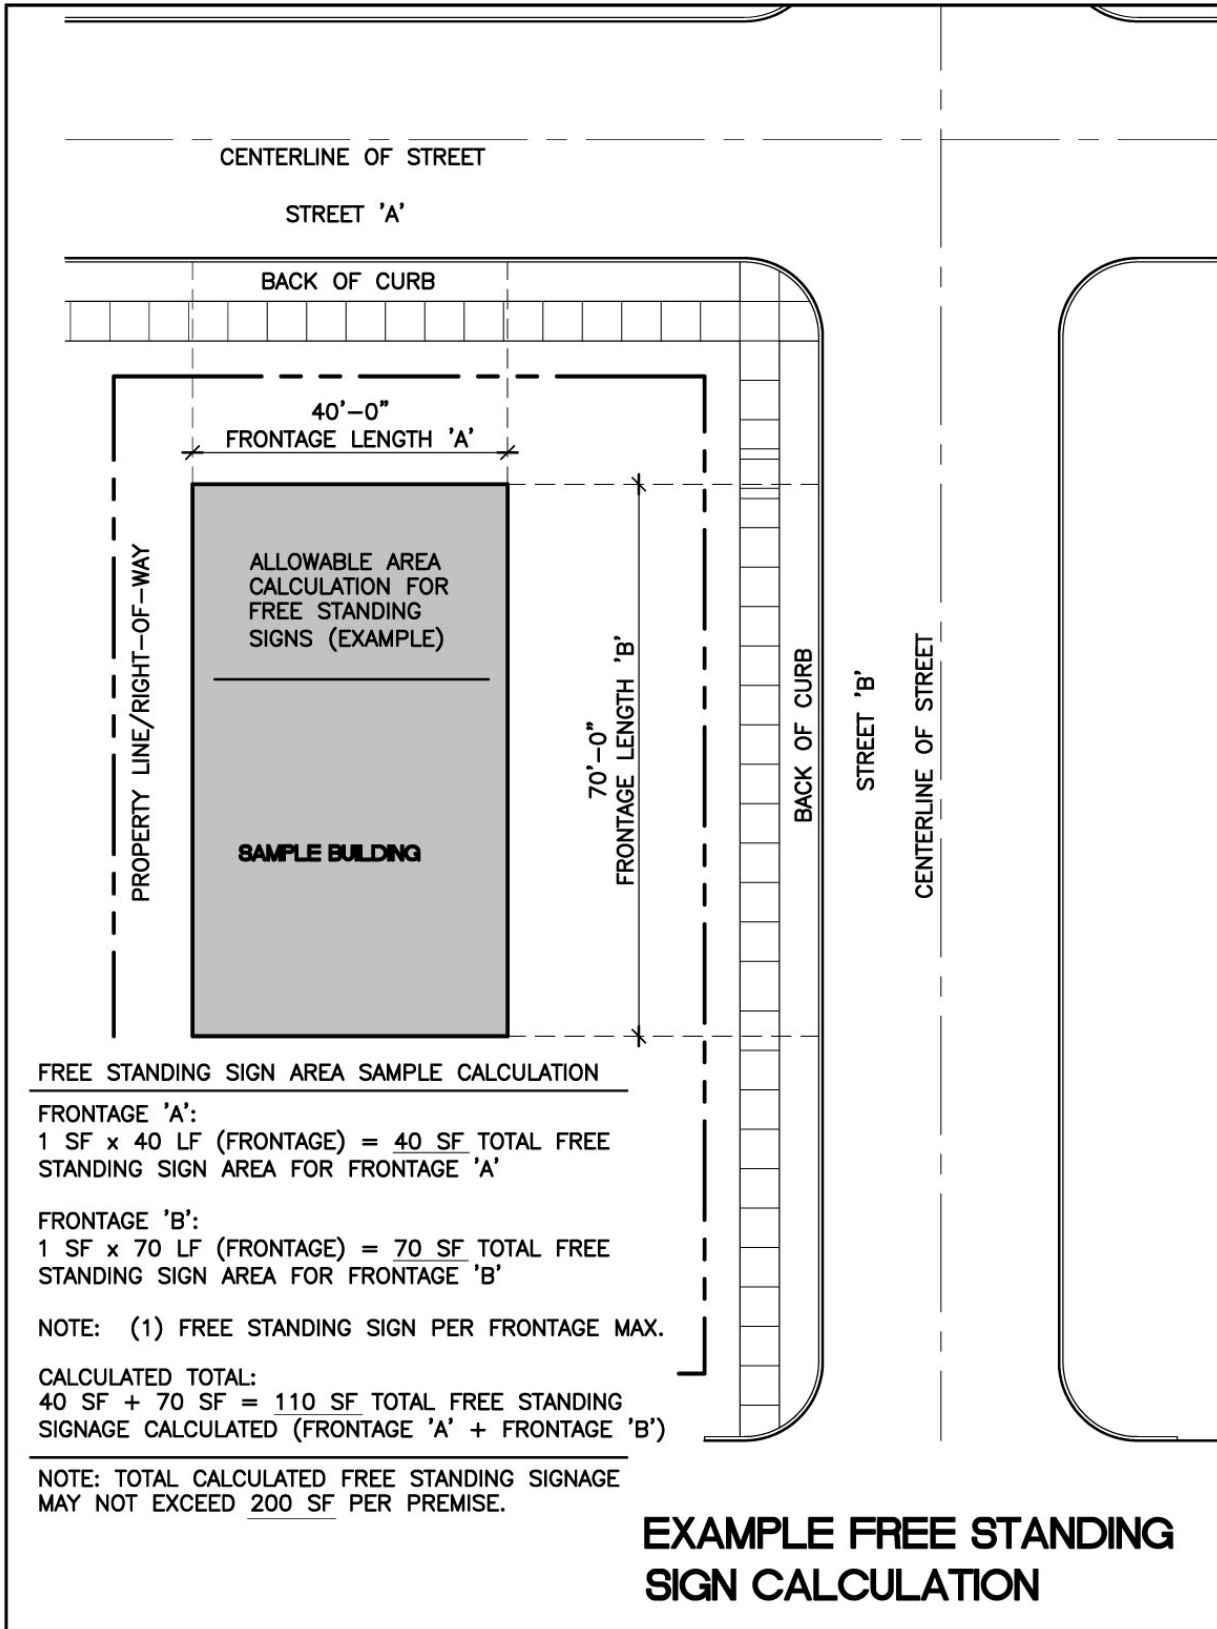 CENTERLINE OF STREET
STREET 'A'
BACK OF CURB
40'-0"
FRONTAGE LENGTH 'A'
ALLOWABLE AREA
CALCULATION FOR
FREE STANDING
SIGNS (EXAMPLE)
SAMPLE BUILDING
PROPERTY LINE/RIGHT-OF-WAY
70'-0"
FRONTAGE LENGTH 'B'
BACK OF CURB
STREET 'B'
CENTERLINE OF STREET
FREE STANDING SIGN AREA SAMPLE CALCULATION
FRONTAGE 'A':
1 SF x 40 LF (FRONTAGE) = 40 SF TOTAL FREE
STANDING SIGN AREA FOR FRONTAGE 'A'
FRONTAGE 'B':
1 SF x 70 LF (FRONTAGE) = 70 SF TOTAL FREE
STANDING SIGN AREA FOR FRONTAGE 'B'
NOTE: (1) FREE STANDING SIGN PER FRONTAGE MAX.
CALCULATED TOTAL:
40 SF + 70 SF = 110 SF TOTAL FREE STANDING
SIGNAGE CALCULATED (FRONTAGE 'A' + FRONTAGE 'B')
NOTE: TOTAL CALCULATED FREE STANDING SIGNAGE
MAY NOT EXCEED 200 SF PER PREMISE.
EXAMPLE FREE STANDING
SIGN CALCULATION